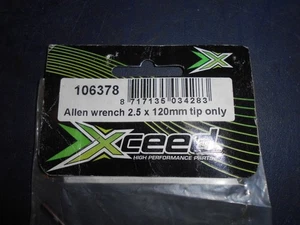 106378
8 717135 034283
Allen wrench 2.5 x 120mm tip only
Xceed
HIGH PERFORMANCE PARTS